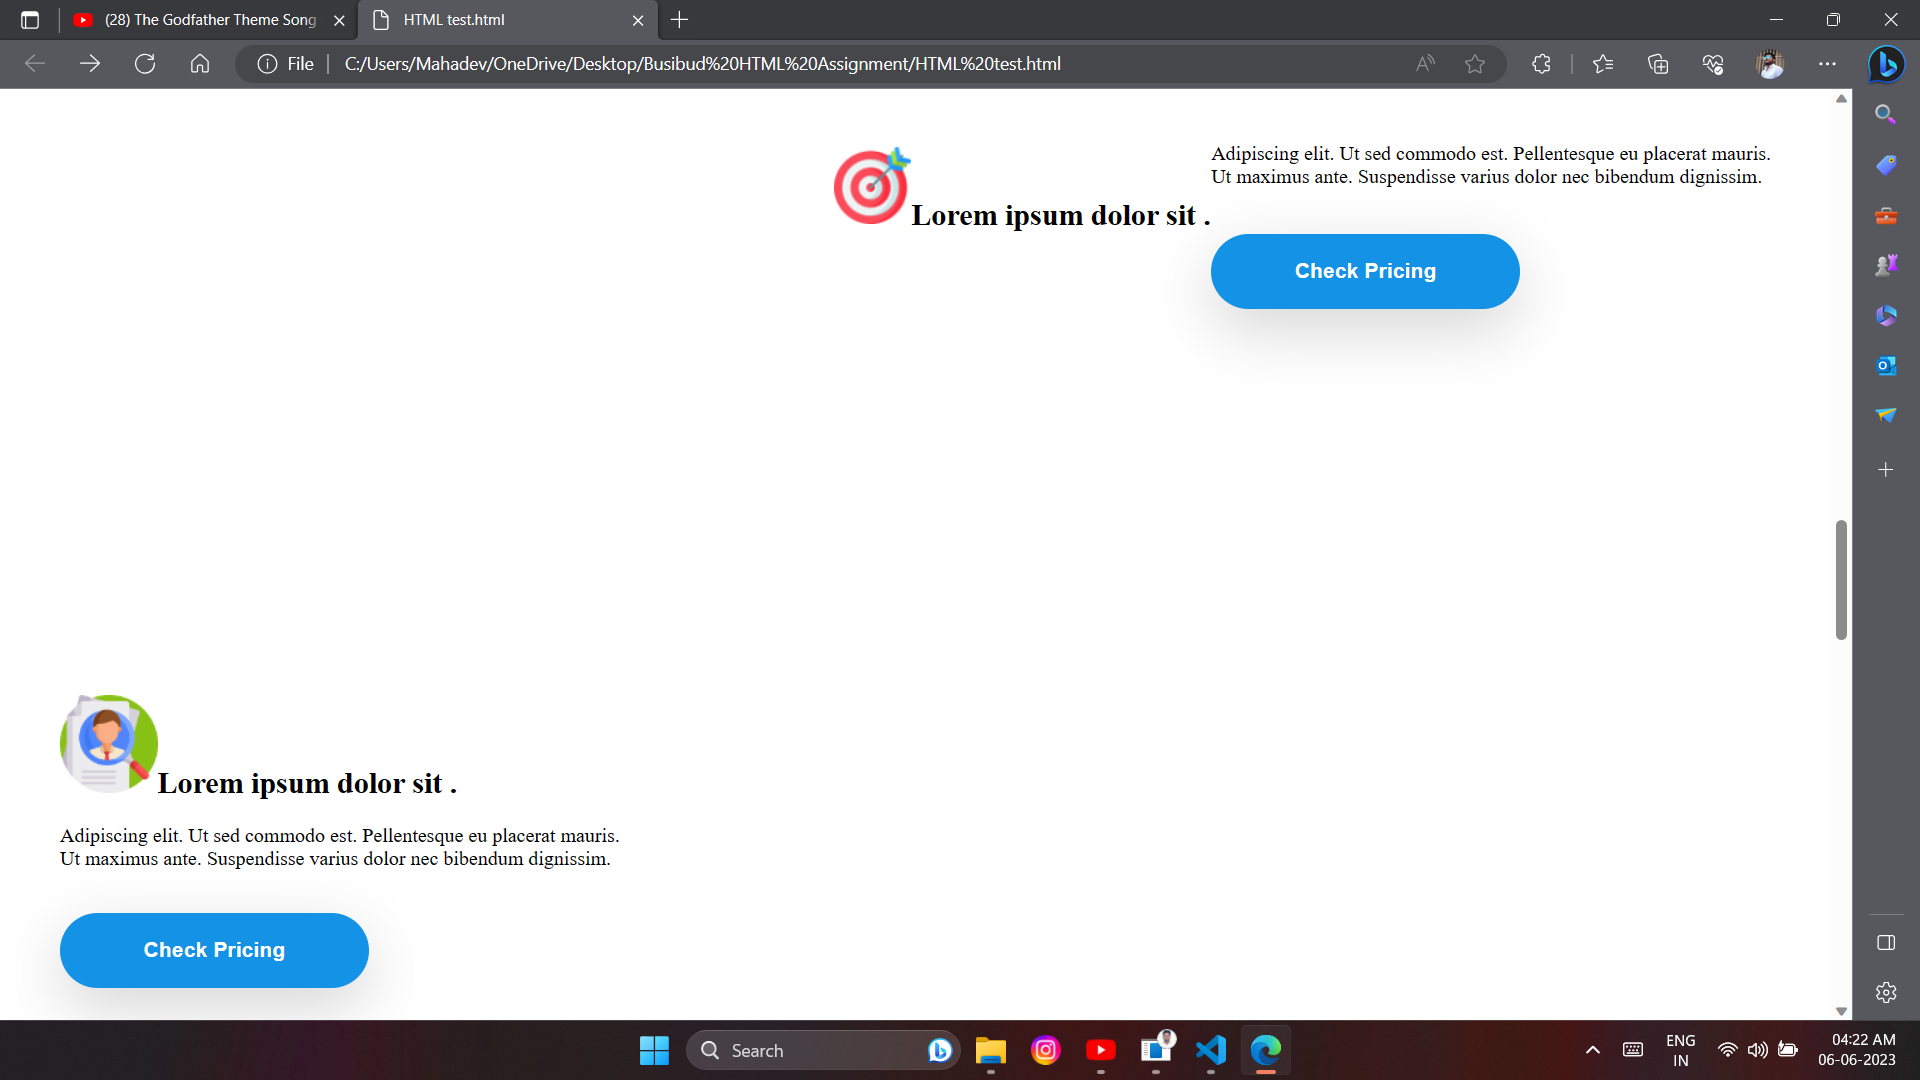 (28) The Godfather Theme Song
HTML test.html
File
C:/Users/Mahadev/OneDrive/Desktop/Busibud%20HTML%20Assignment/HTML%20test.html
Adipiscing elit. Ut sed commodo est. Pellentesque eu placerat mauris.
Ut maximus ante. Suspendisse varius dolor nec bibendum dignissim.
Lorem ipsum dolor sit .
Check Pricing
Lorem ipsum dolor sit .
Adipiscing elit. Ut sed commodo est. Pellentesque eu placerat mauris.
Ut maximus ante. Suspendisse varius dolor nec bibendum dignissim.
Check Pricing
Search
ENG
IN
04:22 AM
06-06-2023